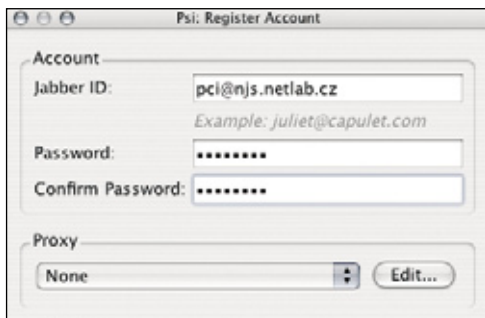 Psi: Register Account
Account
Jabber ID: pci@njs.netlab.cz
Example: juliet@capulet.com
Password: ••••••••
Confirm Password: ••••••••
Proxy
None Edit...